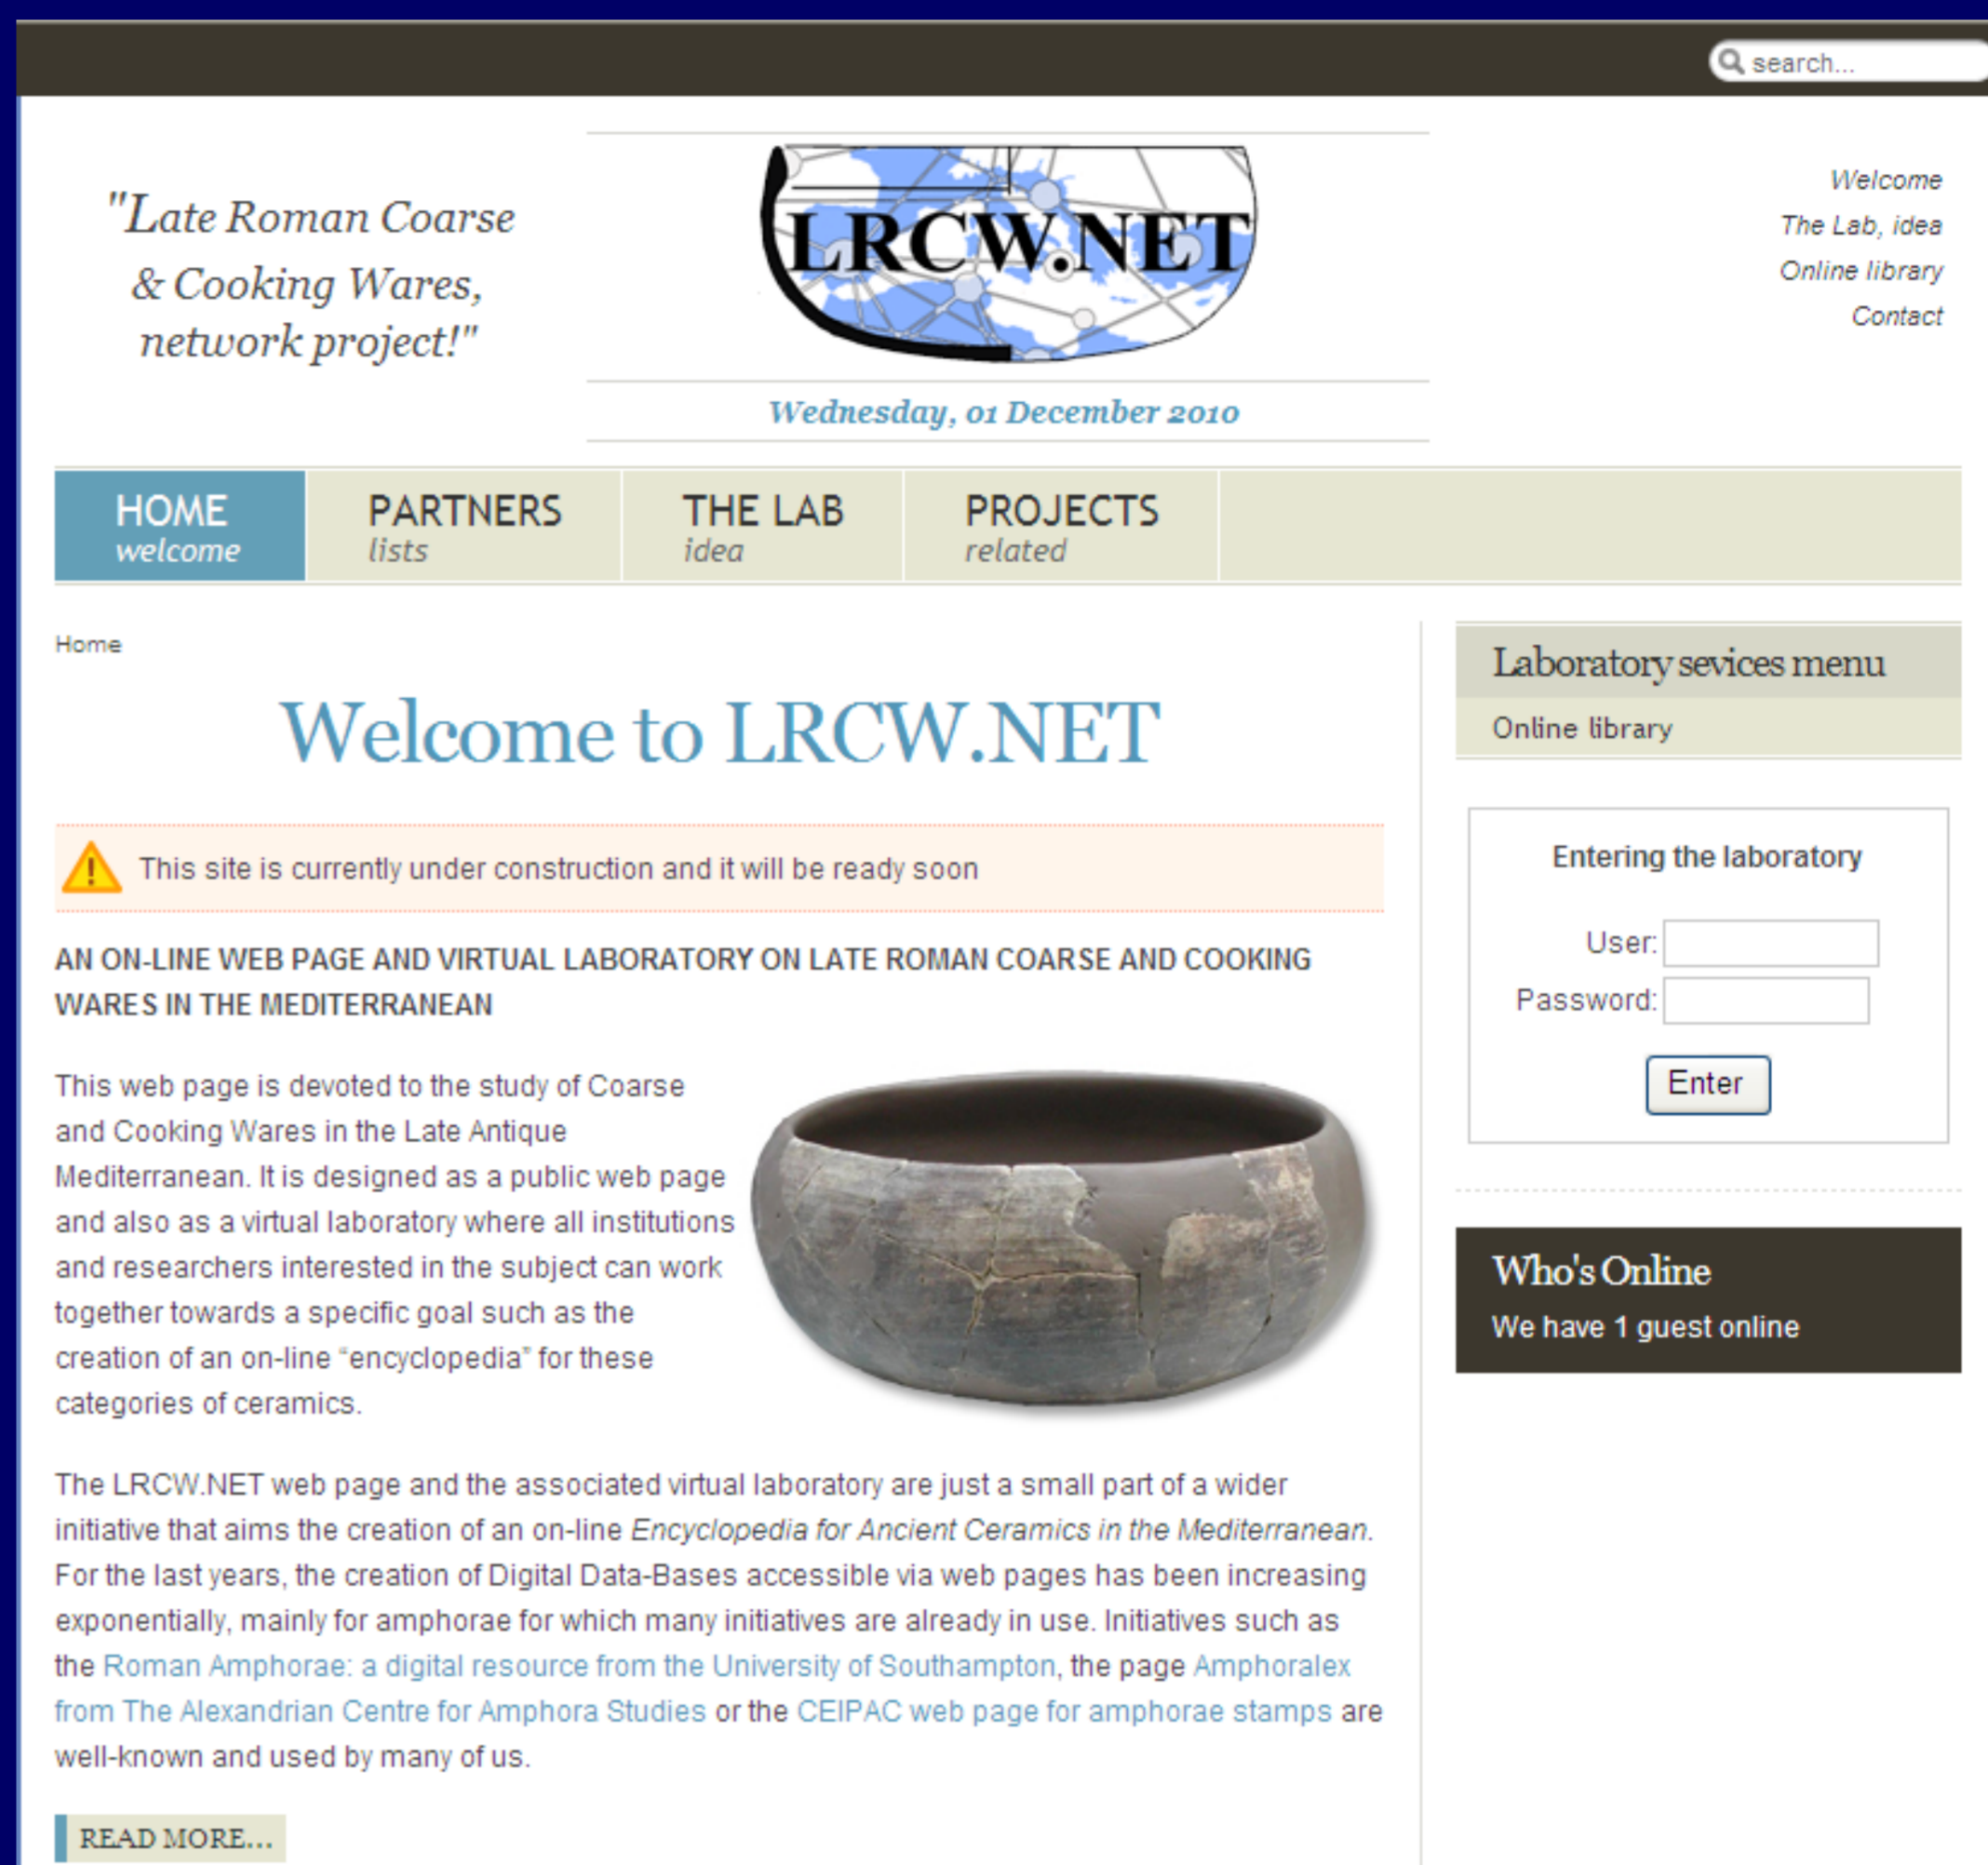 search...
"Late Roman Coarse
& Cooking Wares,
network project!"
LRCW.NET
Wednesday, 01 December 2010
Welcome
The Lab, idea
Online library
Contact
HOME
welcome
PARTNERS
lists
THE LAB
idea
PROJECTS
related
Home
Welcome to LRCW.NET
This site is currently under construction and it will be ready soon
AN ON-LINE WEB PAGE AND VIRTUAL LABORATORY ON LATE ROMAN COARSE AND COOKING
WARES IN THE MEDITERRANEAN
This web page is devoted to the study of Coarse
and Cooking Wares in the Late Antique
Mediterranean. It is designed as a public web page
and also as a virtual laboratory where all institutions
and researchers interested in the subject can work
together towards a specific goal such as the
creation of an on-line “encyclopedia” for these
categories of ceramics.
The LRCW.NET web page and the associated virtual laboratory are just a small part of a wider
initiative that aims the creation of an on-line Encyclopedia for Ancient Ceramics in the Mediterranean.
For the last years, the creation of Digital Data-Bases accessible via web pages has been increasing
exponentially, mainly for amphorae for which many initiatives are already in use. Initiatives such as
the Roman Amphorae: a digital resource from the University of Southampton, the page Amphoralex
from The Alexandrian Centre for Amphora Studies or the CEIPAC web page for amphorae stamps are
well-known and used by many of us.
READ MORE...
Laboratory sevices menu
Online library
Entering the laboratory
User:
Password:
Enter
Who's Online
We have 1 guest online